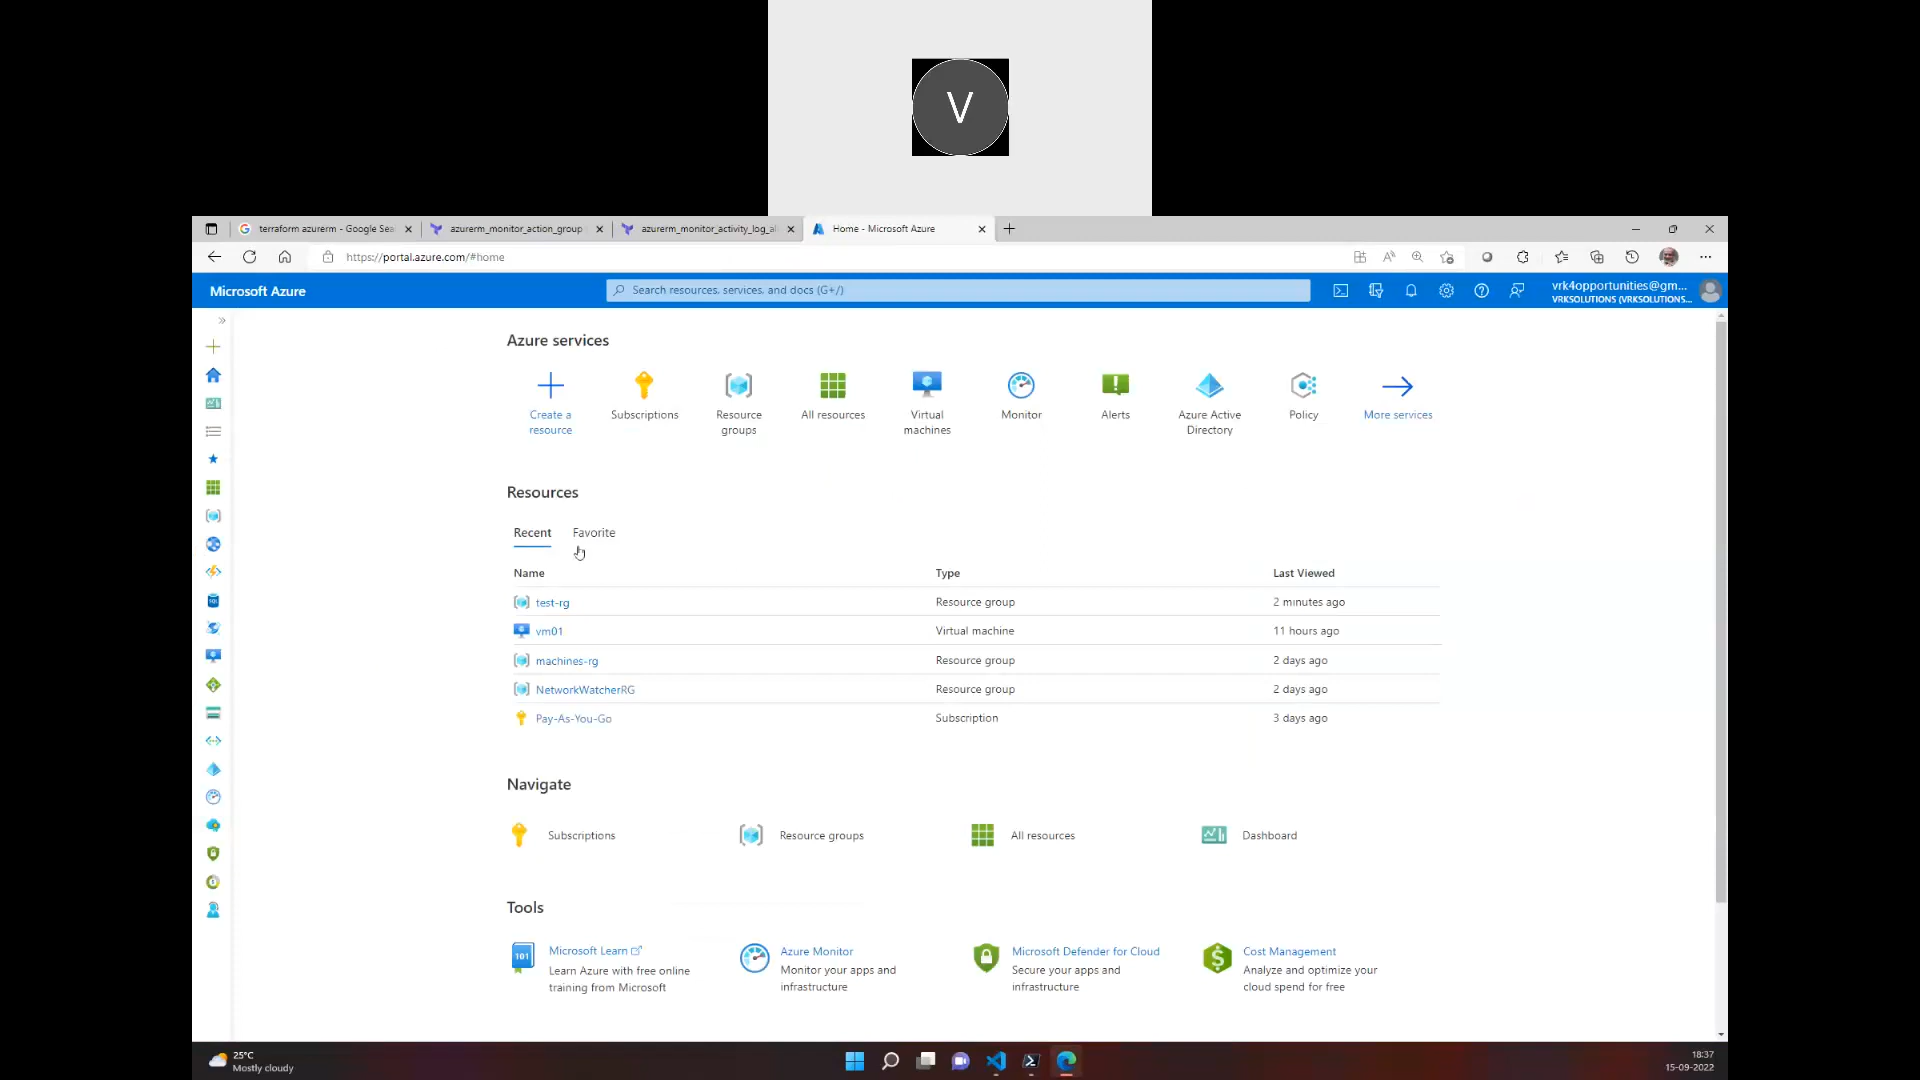 V
terraform azurerm - Google Sea
azurerm_monitor_action_group
azurerm_monitor_activity_log_al
Home - Microsoft Azure
https://portal.azure.com/#home
Microsoft Azure
Search resources, services, and docs (G+/)
vrk4opportunities@gm...
VRKSOLUTIONS (VRKSOLUTIONS...
Azure services
Create a resource
Subscriptions
Resource groups
All resources
Virtual machines
Monitor
Alerts
Azure Active Directory
Policy
More services
Resources
Recent
Favorite
Name Type Last Viewed
test-rg Resource group 2 minutes ago
vm01 Virtual machine 11 hours ago
machines-rg Resource group 2 days ago
NetworkWatcherRG Resource group 2 days ago
Pay-As-You-Go Subscription 3 days ago
Navigate
Subscriptions
Resource groups
All resources
Dashboard
Tools
Microsoft Learn
Learn Azure with free online
training from Microsoft
Azure Monitor
Monitor your apps and
infrastructure
Microsoft Defender for Cloud
Secure your apps and
infrastructure
Cost Management
Analyze and optimize your
cloud spend for free
25°C
Mostly cloudy
18:37
15-09-2022